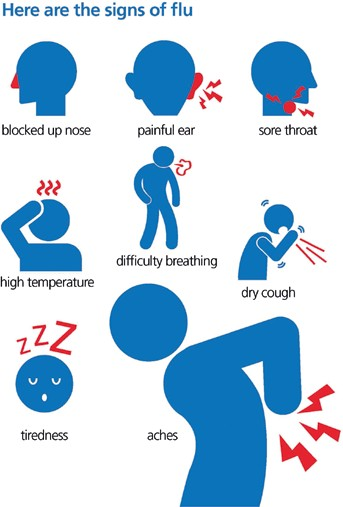 Here are the signs of flu
blocked up nose
painful ear
sore throat
high temperature
difficulty breathing
dry cough
zzz
tiredness
aches